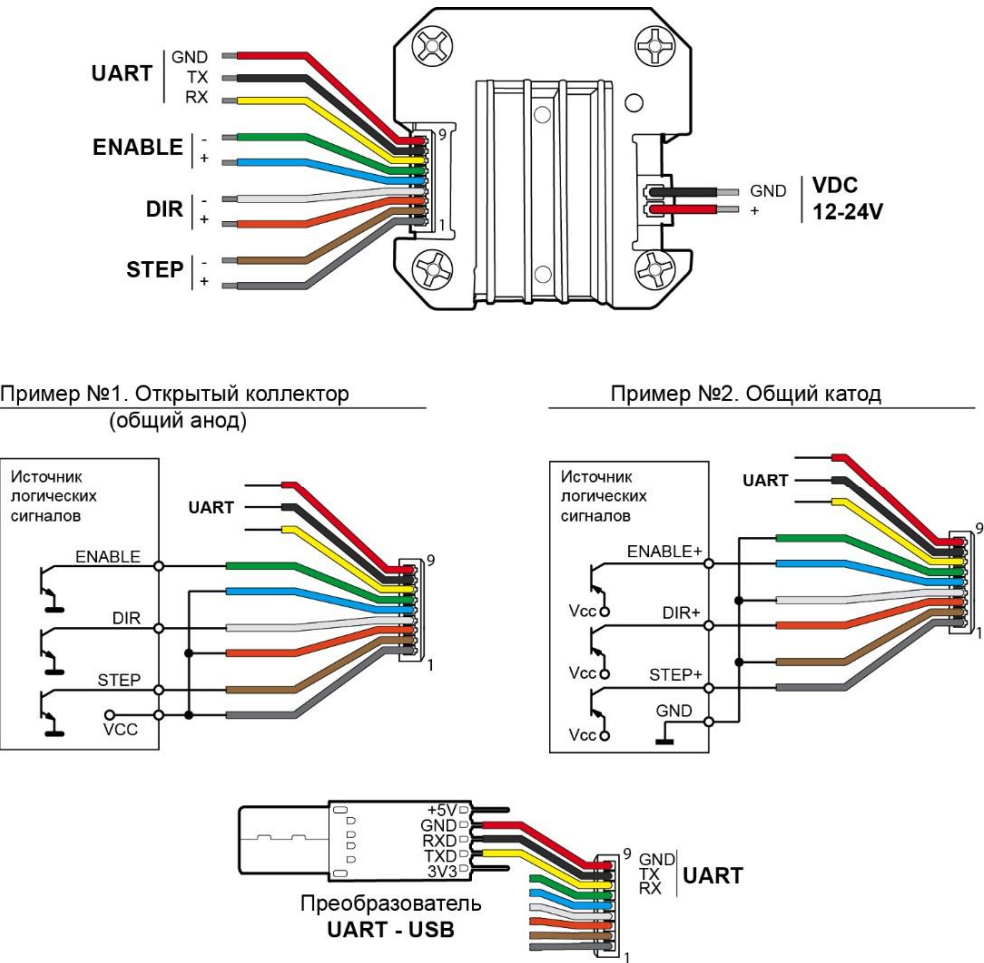 GND
UART TX
RX
ENABLE -
+
DIR -
+
STEP -
+
9
1
GND VDC
+ 12-24V
Пример №1. Открытый коллектор
(общий анод)
Источник
логических
сигналов
UART
ENABLE
DIR
STEP
VCC
9
1
Пример №2. Общий катод
Источник
логических
сигналов
UART
ENABLE+
Vcc
DIR+
Vcc
STEP+
GND
Vcc
9
1
+5V
GND
RXD
TXD
3V3
9 GND
TX UART
RX
1
Преобразователь
UART - USB